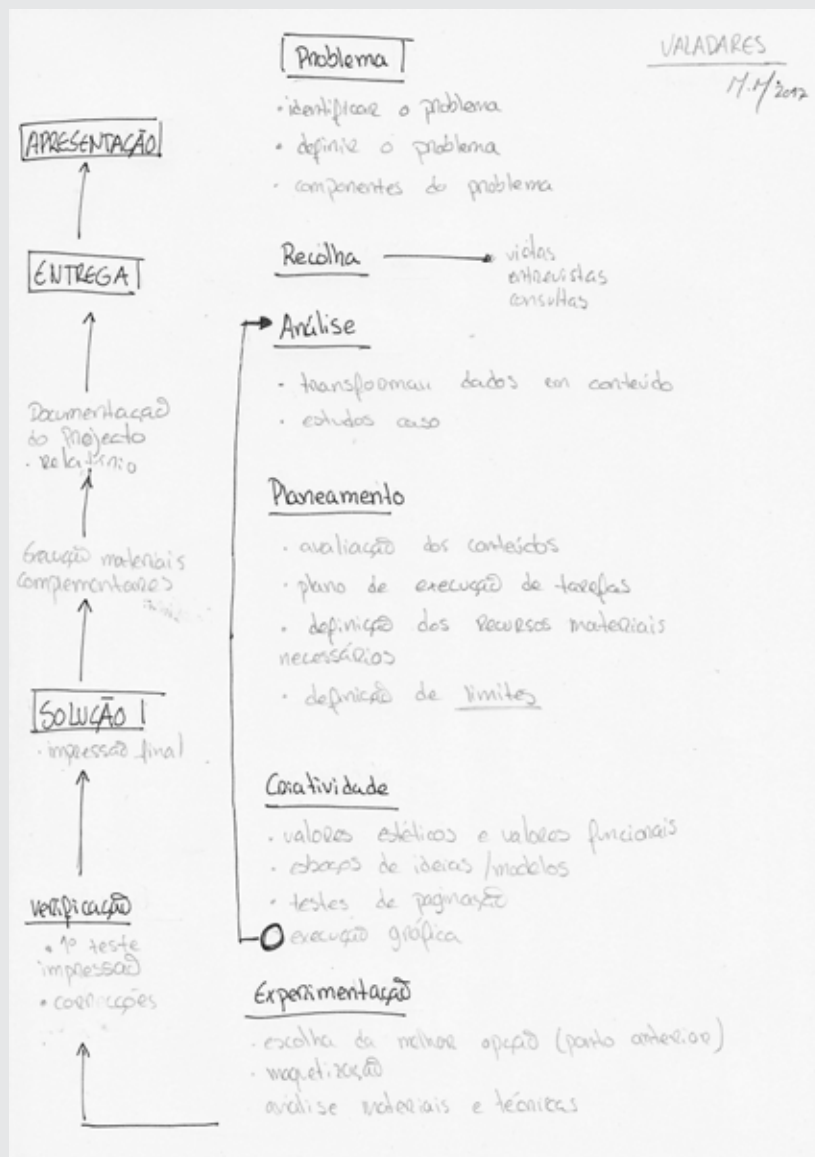 VALADARES
M.M/2012
Problema
• identificar o problema
• definir o problema
• componentes do problema
Recolha
visitas
entrevistas
consultas
Análise
• transformar dados em conteúdo
• estudos caso
Planeamento
• avaliação dos conteúdos
• plano de execução de tarefas
• definição dos recursos materiais
necessários
• definição de limites
Criatividade
• valores estéticos e valores funcionais
• esboços de ideias/modelos
• testes de paginação
execução gráfica
Experimentação
• escolha da melhor opção (ponto anterior)
• maquetização
análise materiais e técnicas
verificação
• 1º teste
impressão
• correcções
SOLUÇÃO
• impressão final
Execução materiais
complementares
Documentação
do Projecto
• relatório
ENTREGA
APRESENTAÇÃO